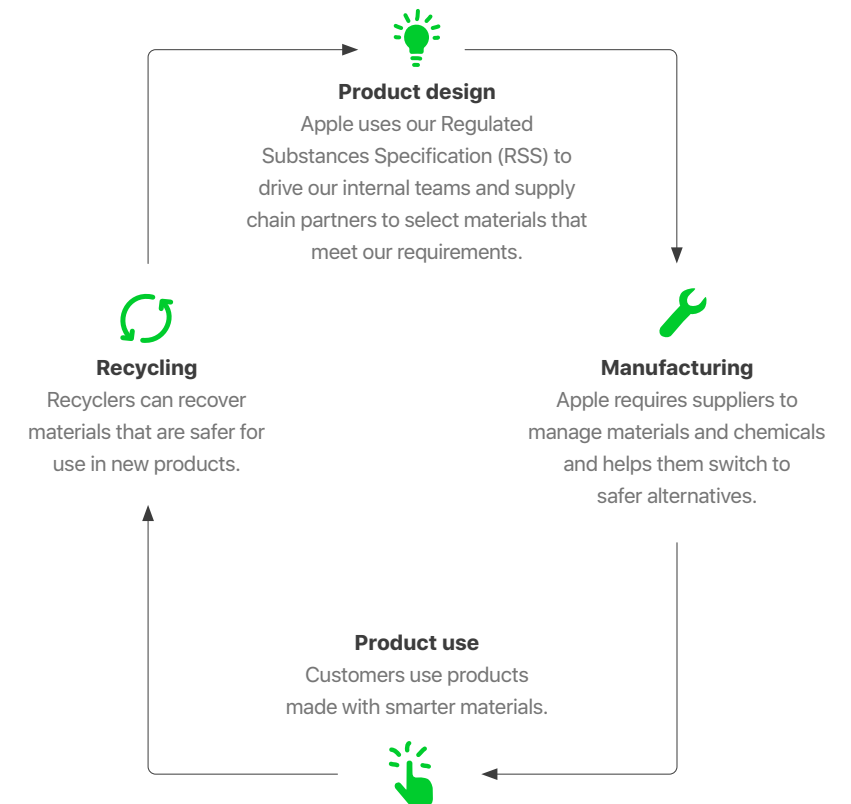 Product design
Apple uses our Regulated
Substances Specification (RSS) to
drive our internal teams and supply
chain partners to select materials that
meet our requirements.
Manufacturing
Apple requires suppliers to
manage materials and chemicals
and helps them switch to
safer alternatives.
Product use
Customers use products
made with smarter materials.
Recycling
Recyclers can recover
materials that are safer for
use in new products.